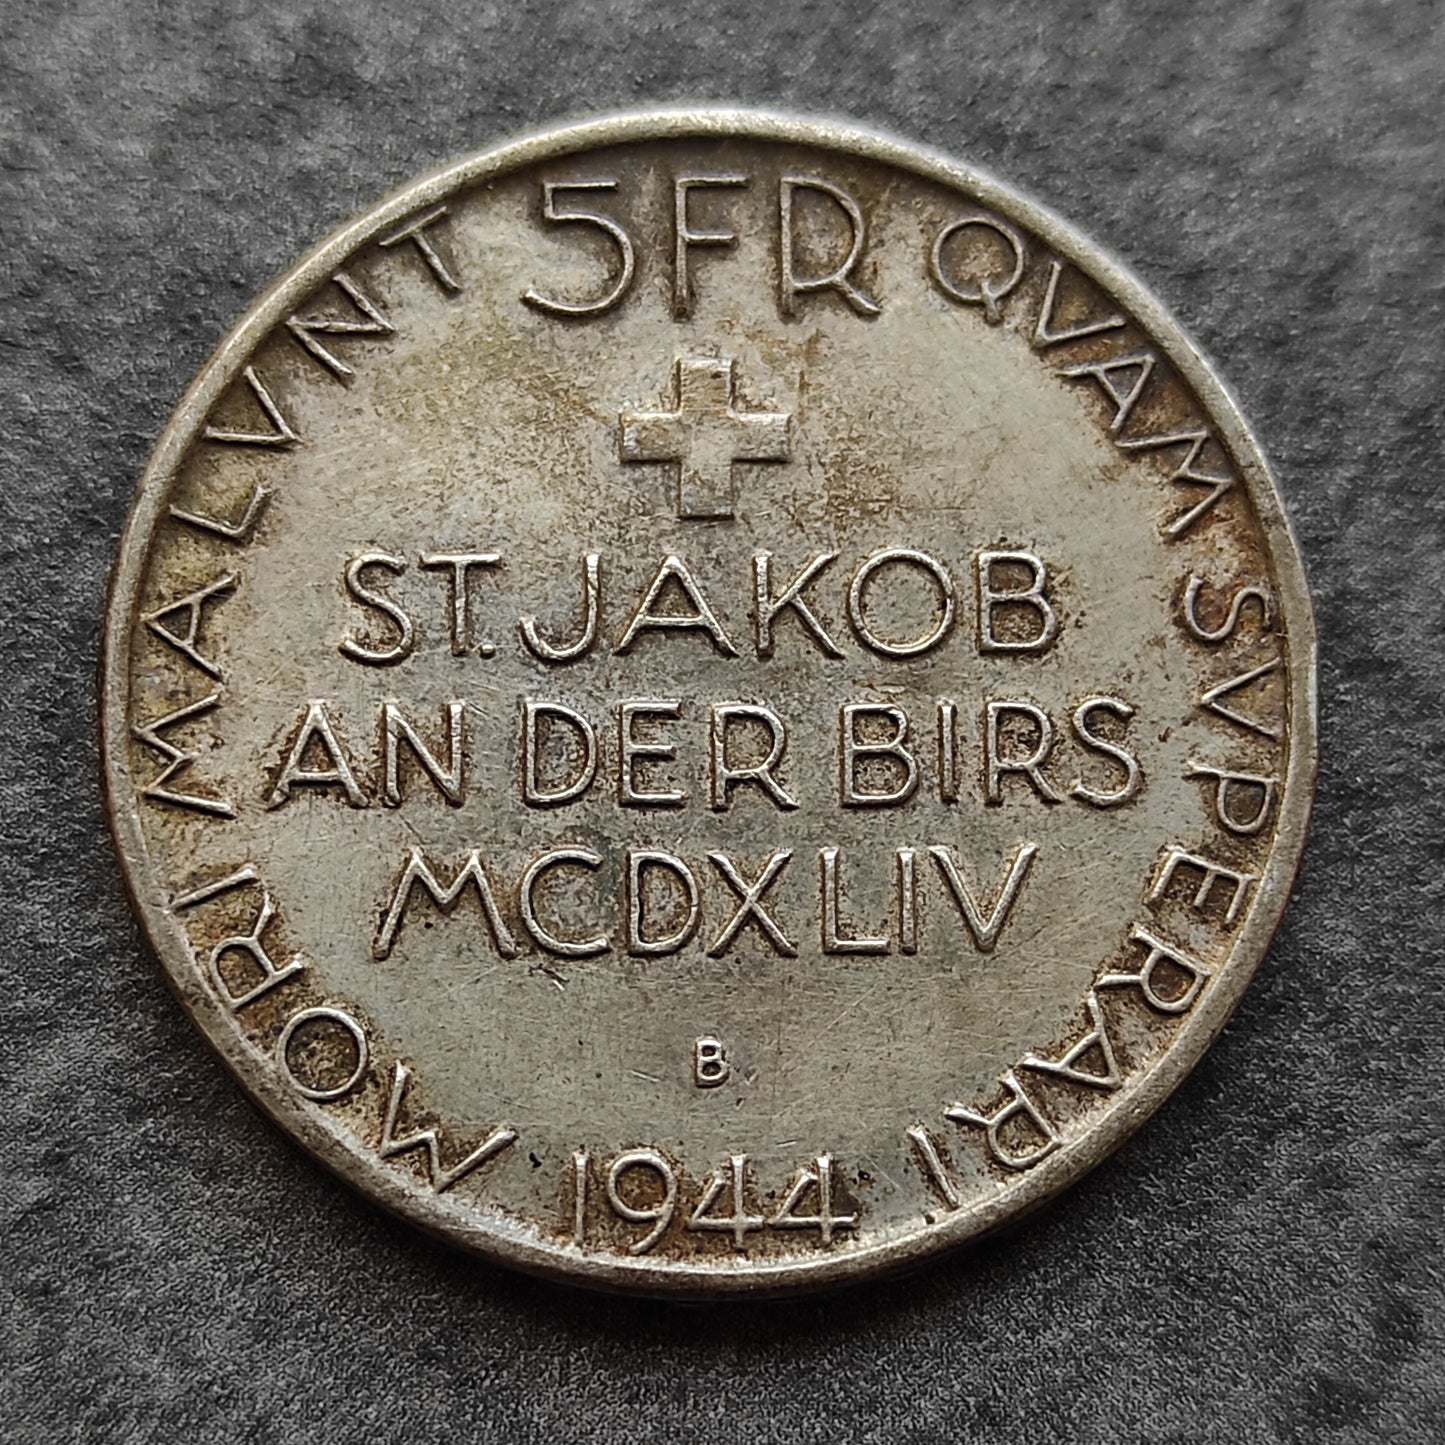 5FR
MORI MALVNT QVAM SVPERARI
ST. JAKOB
AN DER BIRS
MCDXLIV
B
1944